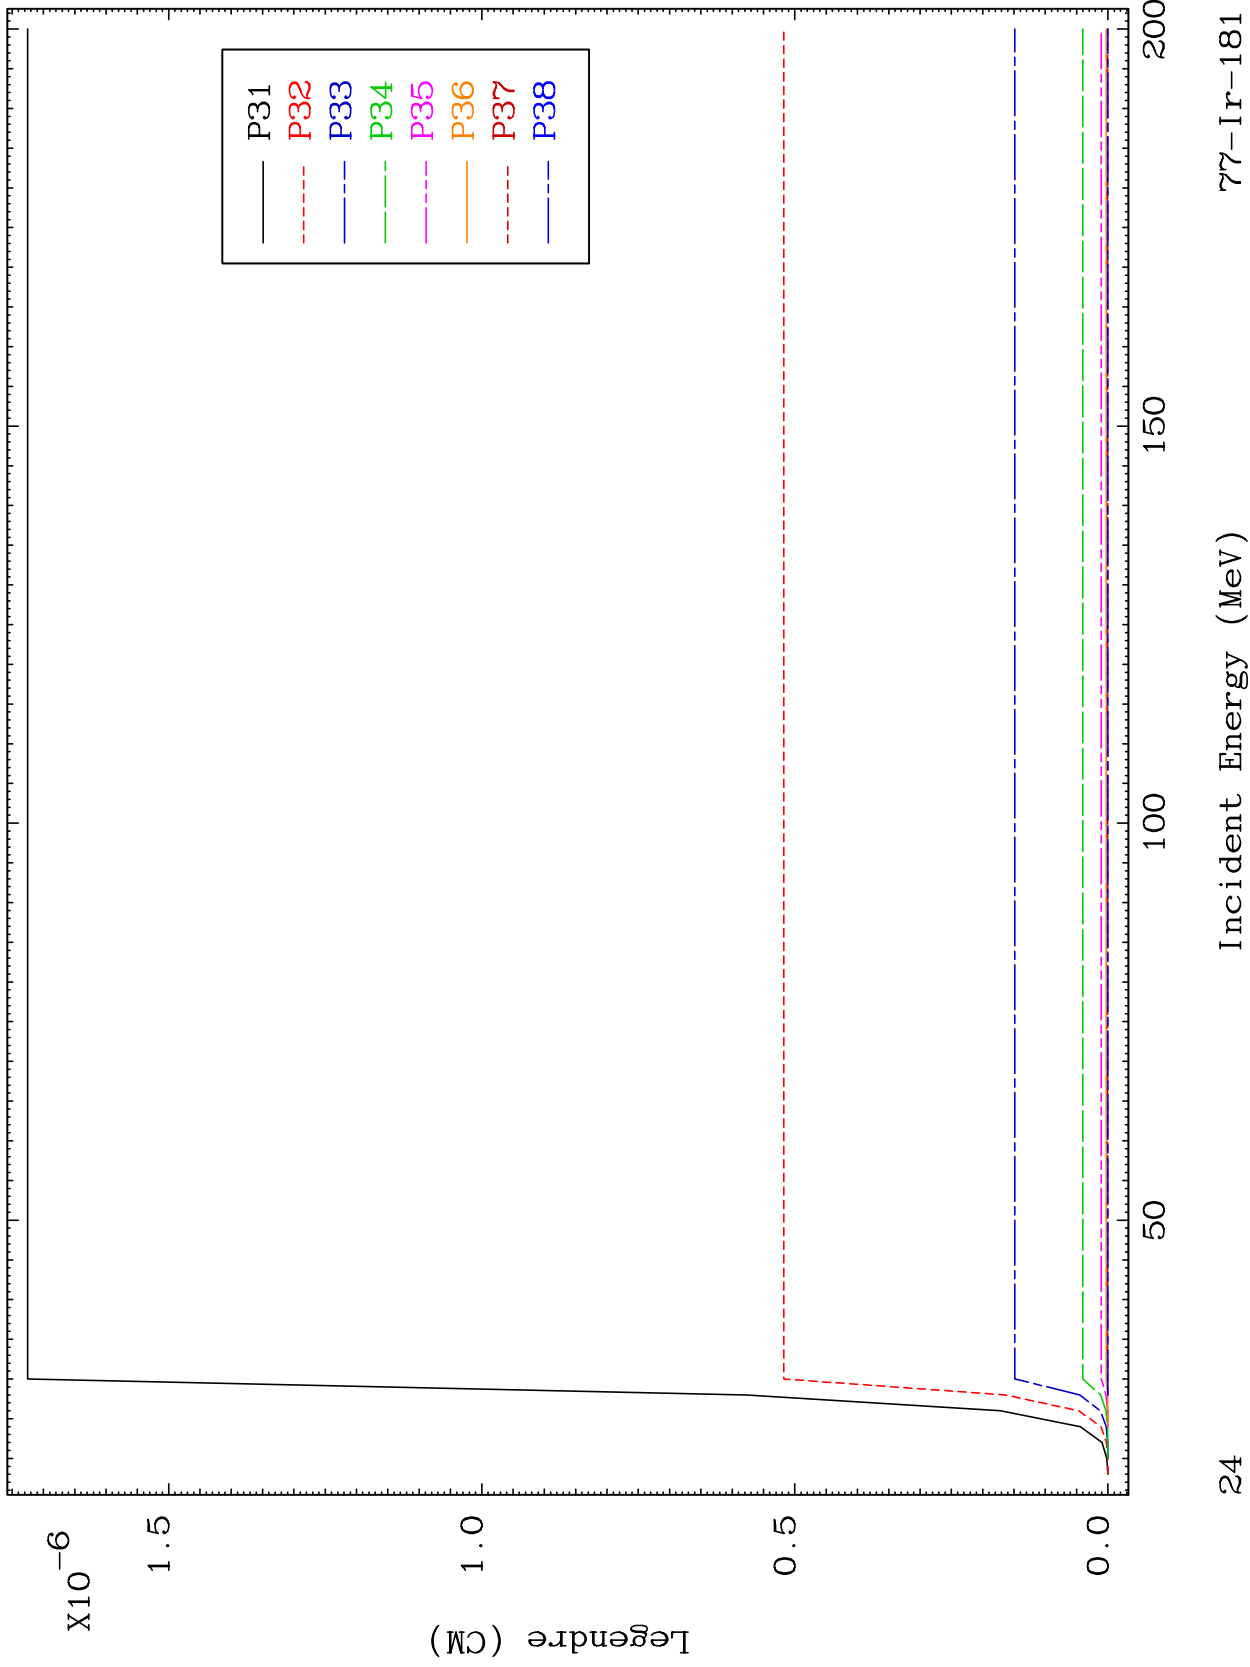 X10-6
1.5
1.0
0.5
0.0
Legendre (CM)
P31
P32
P33
P34
P35
P36
P37
P38
50
100
150
200
24
Incident Energy (MeV)
77-Ir-181